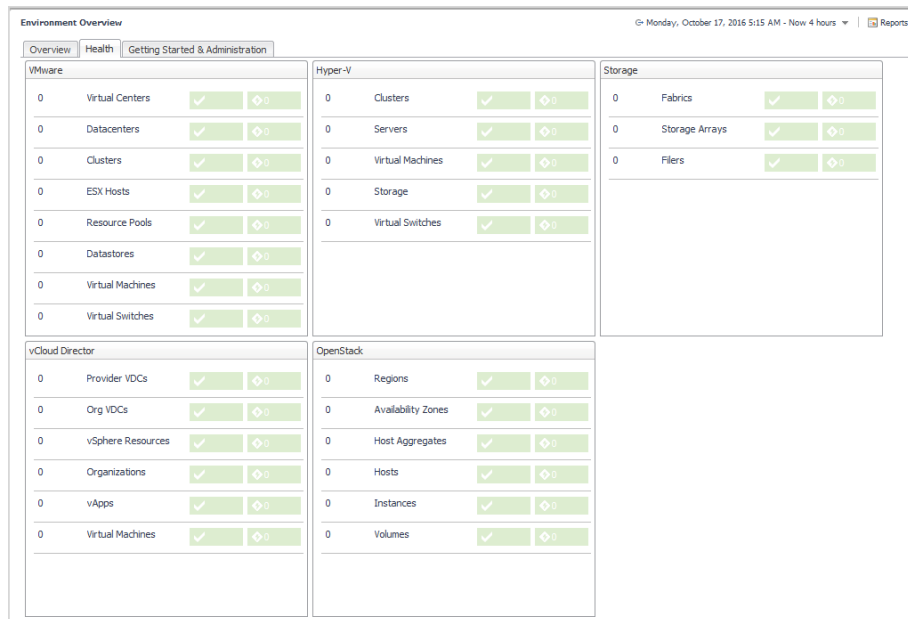 Environment Overview
Monday, October 17, 2016 5:15 AM - Now 4 hours
Reports
Overview
Health
Getting Started & Administration
VMware
0 Virtual Centers 0
0 Datacenters 0
0 Clusters 0
0 ESX Hosts 0
0 Resource Pools 0
0 Datastores 0
0 Virtual Machines 0
0 Virtual Switches 0
Hyper-V
0 Clusters 0
0 Servers 0
0 Virtual Machines 0
0 Storage 0
0 Virtual Switches 0
Storage
0 Fabrics 0
0 Storage Arrays 0
0 Filers 0
vCloud Director
0 Provider VDCs 0
0 Org VDCs 0
0 vSphere Resources 0
0 Organizations 0
0 vApps 0
0 Virtual Machines 0
OpenStack
0 Regions 0
0 Availability Zones 0
0 Host Aggregates 0
0 Hosts 0
0 Instances 0
0 Volumes 0